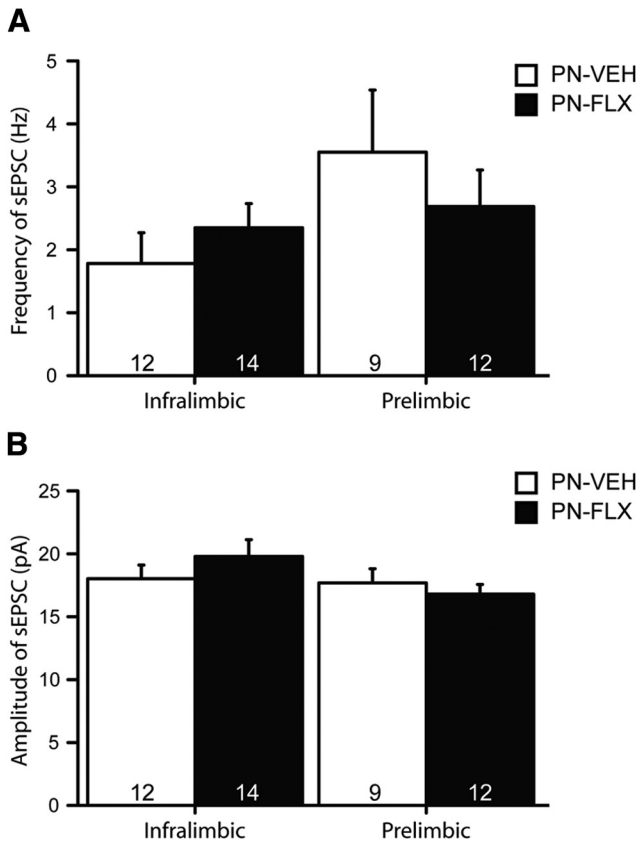 A
PN-VEH
PN-FLX
Frequency of sEPSC (Hz)
5
4
3
2
1
0
12
14
9
12
Infralimbic
Prelimbic
B
PN-VEH
PN-FLX
Amplitude of sEPSC (pA)
25
20
15
10
5
0
12
14
9
12
Infralimbic
Prelimbic